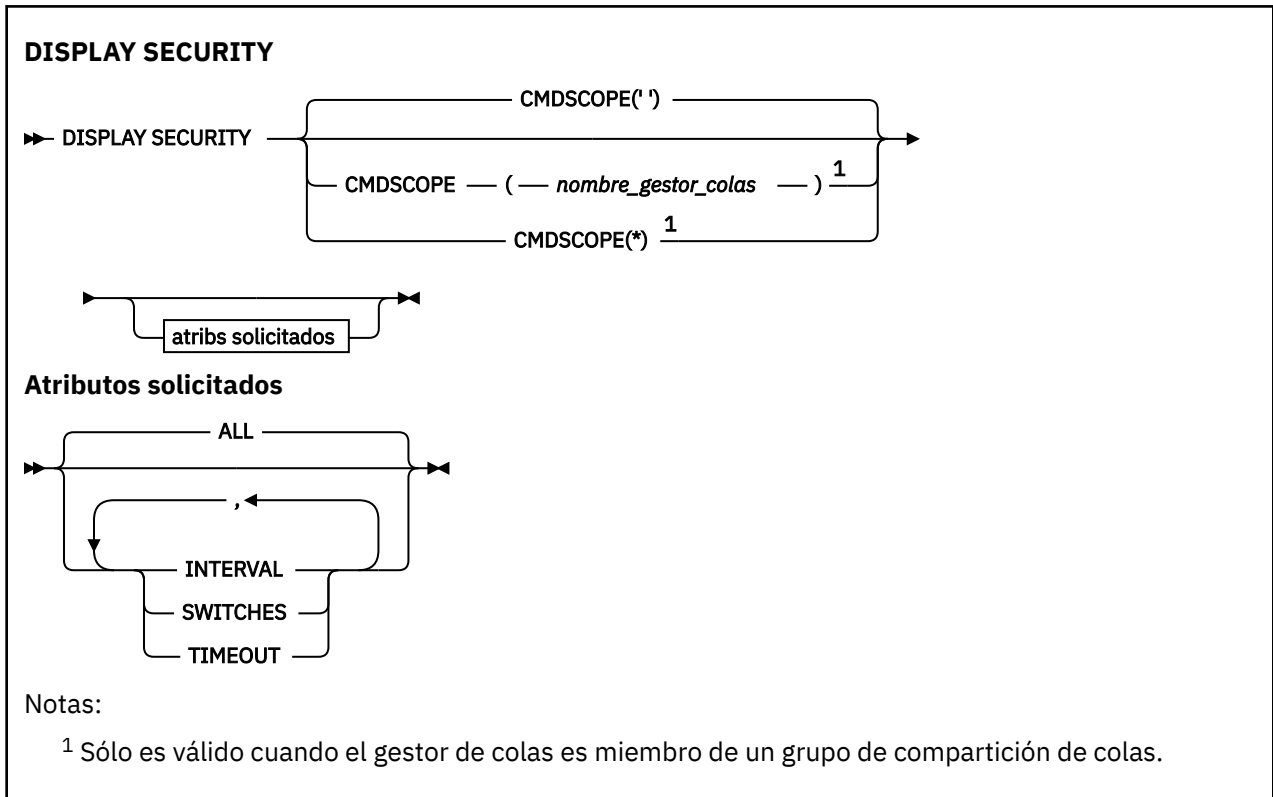 DISPLAY SECURITY
CMDSCOPE(' ')
DISPLAY SECURITY
CMDSCOPE ( nombre_gestor_colas ) 1
CMDSCOPE(*) 1
atribs solicitados
Atributos solicitados
ALL
,
INTERVAL
SWITCHES
TIMEOUT
Notas:
1 Sólo es válido cuando el gestor de colas es miembro de un grupo de compartición de colas.